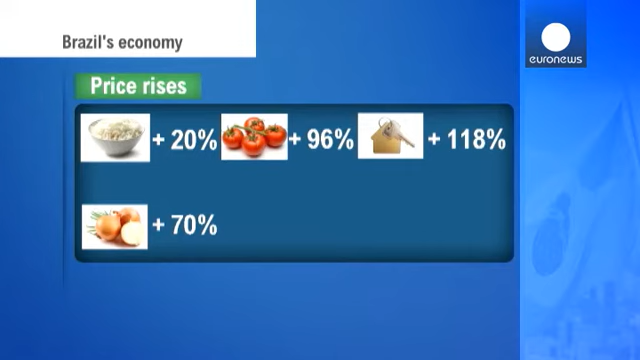 Brazil's economy
euronews
Price rises
+ 20% + 96% + 118%
+ 70%